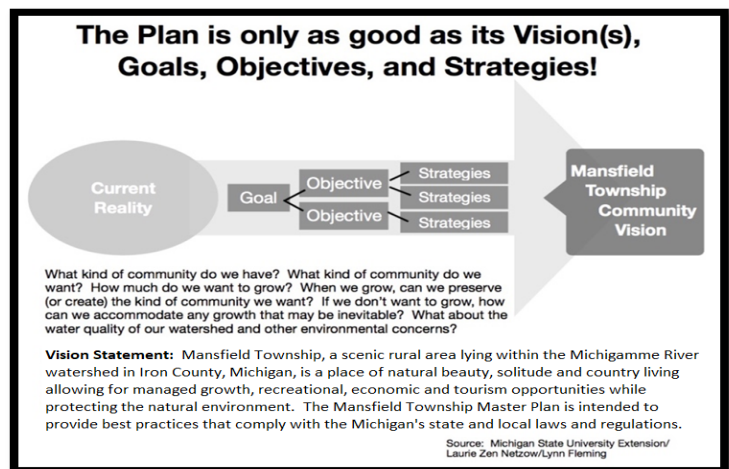 The Plan is only as good as its Vision(s),
Goals, Objectives, and Strategies!
Current
Reality
Goal
Objective
Objective
Strategies
Strategies
Strategies
Mansfield
Township
Community
Vision
What kind of community do we have? What kind of community do we
want? How much do we want to grow? When we grow, can we preserve
(or create) the kind of community we want? If we don't want to grow, how
can we accommodate any growth that may be inevitable? What about the
water quality of our watershed and other environmental concerns?
Vision Statement: Mansfield Township, a scenic rural area lying within the Michigamme River
watershed in Iron County, Michigan, is a place of natural beauty, solitude and country living
allowing for managed growth, recreational, economic and tourism opportunities while
protecting the natural environment. The Mansfield Township Master Plan is intended to
provide best practices that comply with the Michigan's state and local laws and regulations.
Source: Michigan State University Extension/
Laurie Zen Netzow/Lynn Fleming